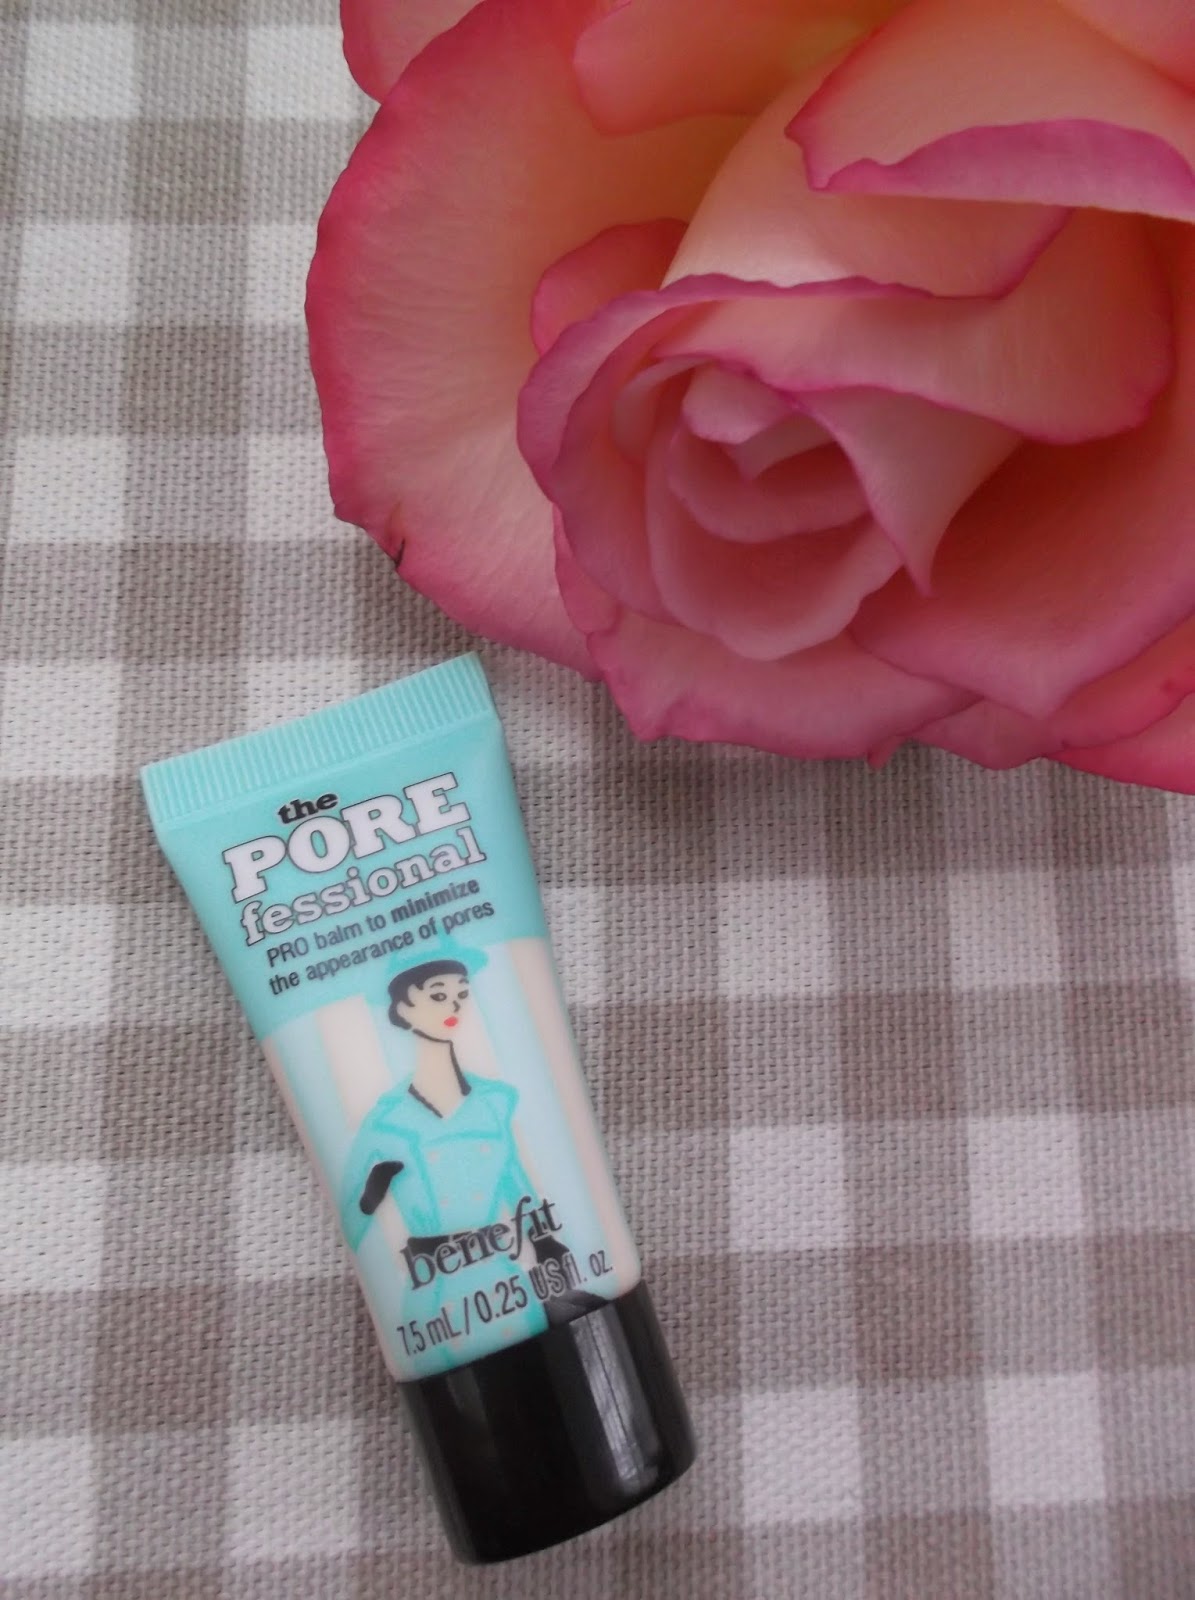 the
PORE
fessional
PRO balm to minimize
the appearance of pores
benefit
7.5 mL/0.25 US fl. oz.